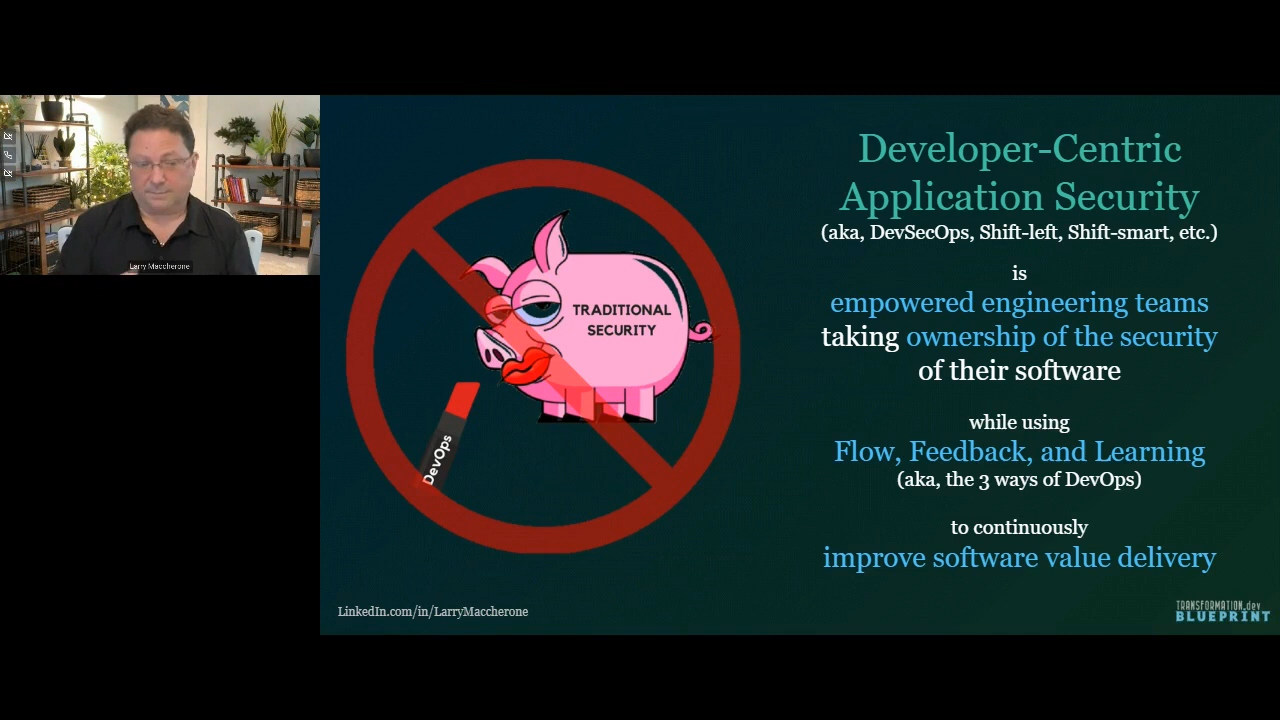 Larry Maccherone
TRADITIONAL
SECURITY
DevOps
Developer-Centric
Application Security
(aka, DevSecOps, Shift-left, Shift-smart, etc.)
is
empowered engineering teams
taking ownership of the security
of their software
while using
Flow, Feedback, and Learning
(aka, the 3 ways of DevOps)
to continuously
improve software value delivery
LinkedIn.com/in/LarryMaccherone
TRANSFORMATION.dev
BLUEPRINT